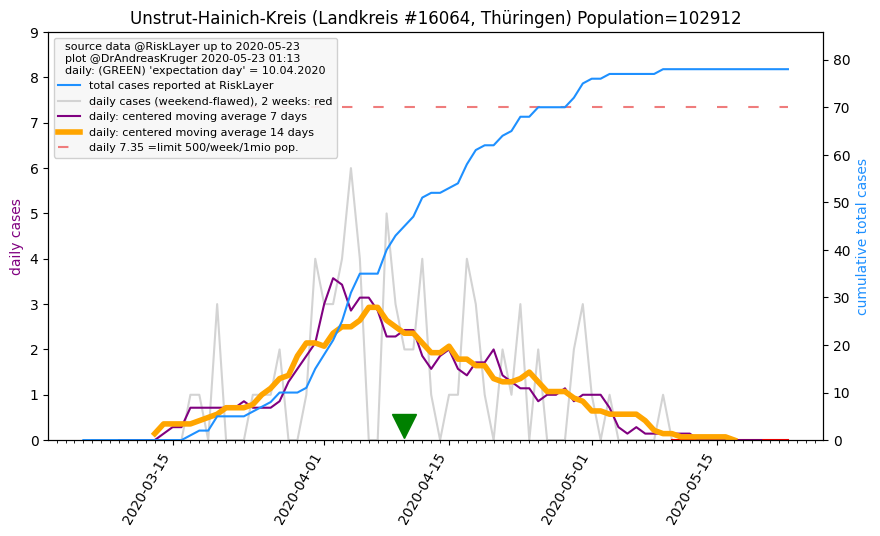 Unstrut-Hainich-Kreis (Landkreis #16064, Thüringen) Population=102912
source data @RiskLayer up to 2020-05-23
plot @DrAndreasKruger 2020-05-23 01:13
daily: (GREEN) 'expectation day' = 10.04.2020
total cases reported at RiskLayer
daily cases (weekend-flawed), 2 weeks: red
daily: centered moving average 7 days
daily: centered moving average 14 days
daily 7.35 =limit 500/week/1mio pop.
daily cases
9
8
7
6
5
4
3
2
1
0
80
70
60
50
40
30
20
10
0
cumulative total cases
2020-03-15
2020-04-01
2020-04-15
2020-05-01
2020-05-15